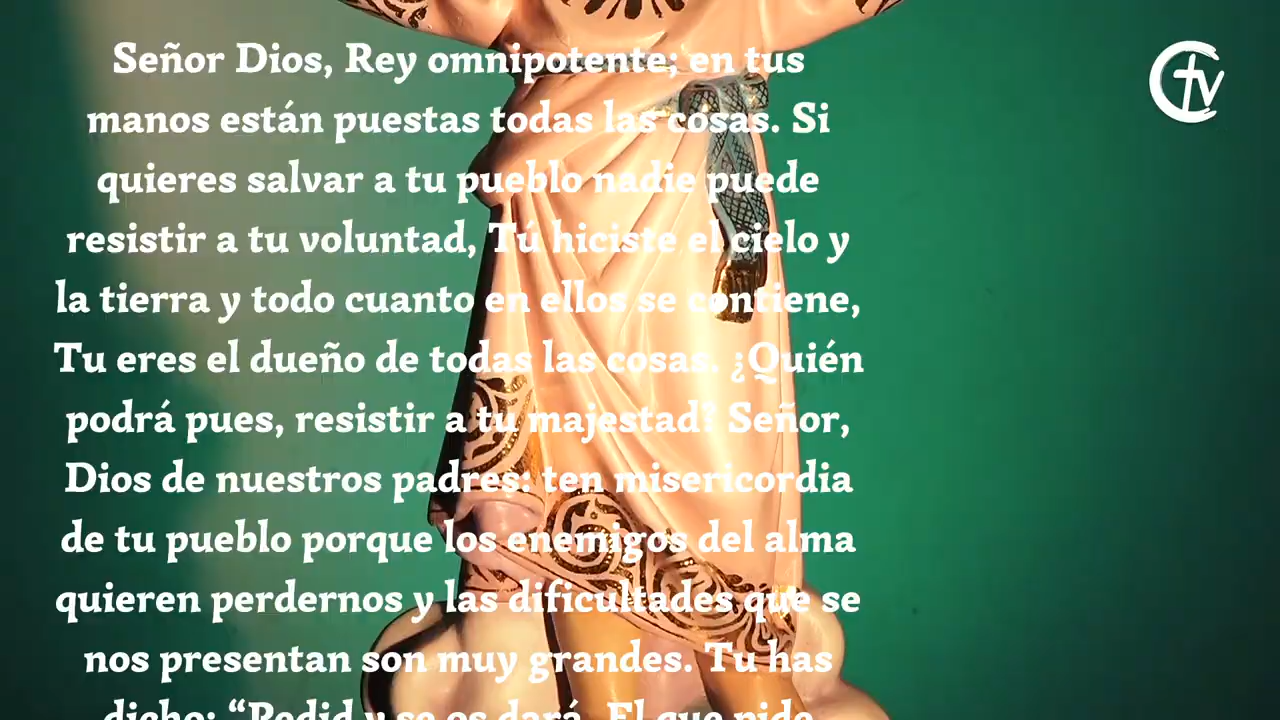 Señor Dios, Rey omnipotente; en tus
manos están puestas todas las cosas. Si
quieres salvar a tu pueblo nadie puede
resistir a tu voluntad, Tú hiciste el cielo y
la tierra y todo cuanto en ellos se contiene,
Tu eres el dueño de todas las cosas. ¿Quién
podrá pues, resistir a tu majestad? Señor,
Dios de nuestros padres: ten misericordia
de tu pueblo porque los enemigos del alma
quieren perdernos y las dificultades que se
nos presentan son muy grandes. Tu has
dicho: “Pedid y se os dará. El que pide
CTV